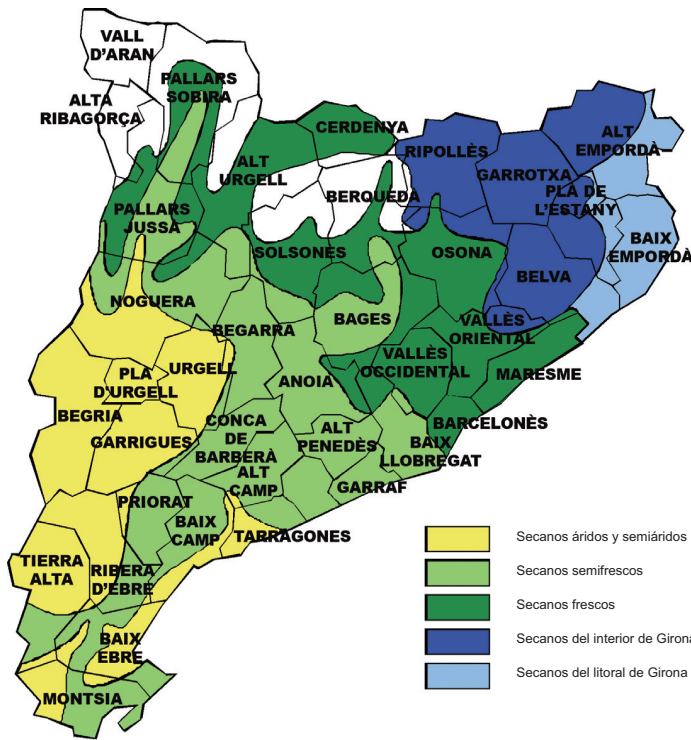 VALL
D'ARAN
PALLARS
SOBIRA
ALTA
RIBAGORÇA
CERDENYA
ALT
EMPORDÀ
RIPOLLÈS
ALT
URGELL
GARROTXA
BERQUEDÀ
PLA DE
L'ESTANY
PALLARS
JUSSÀ
SOLSONES
OSONA
BAIX
EMPORDÀ
BELVA
NOGUERA
BEGARRA
BAGES
VALLÈS
ORIENTAL
PLA
D'URGELL
URGELL
ANOIA
VALLÈS
OCCIDENTAL
MARESME
BEGRIA
GARRIGUES
CONCA
DE
BARBERÀ
ALT
PENEDÈS
BARCELONÈS
BAIX
LLOBREGAT
ALT
CAMP
GARRAF
PRIORAT
BAIX
CAMP
TARRAGONES
TIERRA
ALTA
RIBERA
D'EBRE
BAIX
EBRE
MONTSIA
Secanos áridos y semiáridos
Secanos semifrescos
Secanos frescos
Secanos del interior de Girona
Secanos del litoral de Girona